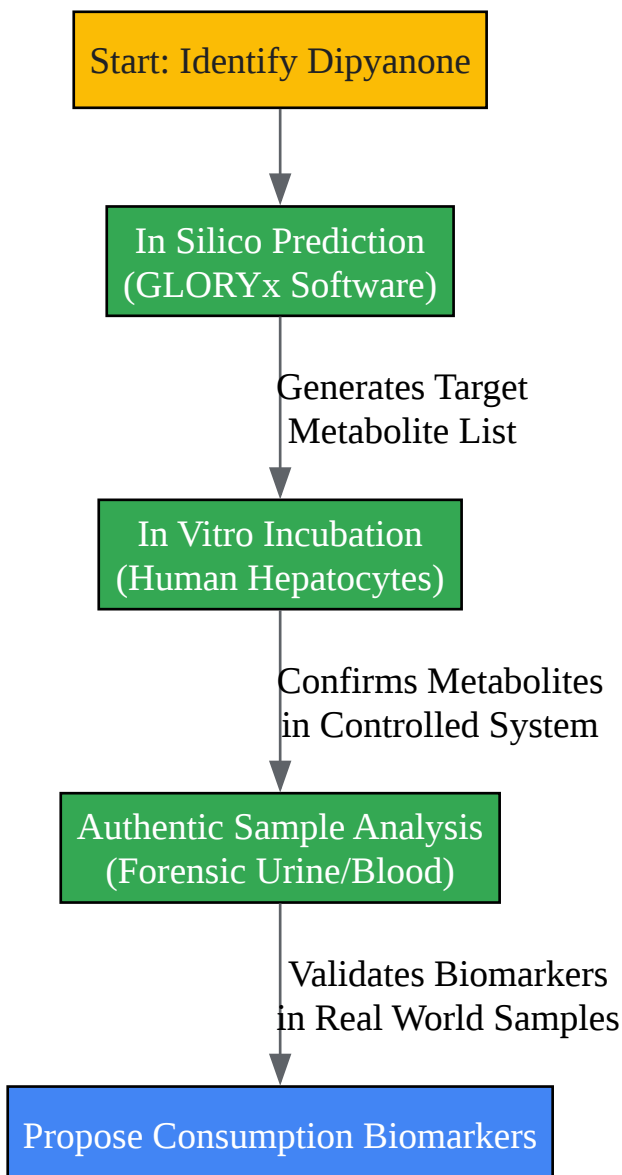 Start: Identify Dipyanone
In Silico Prediction
(GLORYx Software)
Generates Target
Metabolite List
In Vitro Incubation
(Human Hepatocytes)
Confirms Metabolites
in Controlled System
Authentic Sample Analysis
(Forensic Urine/Blood)
Validates Biomarkers
in Real World Samples
Propose Consumption Biomarkers